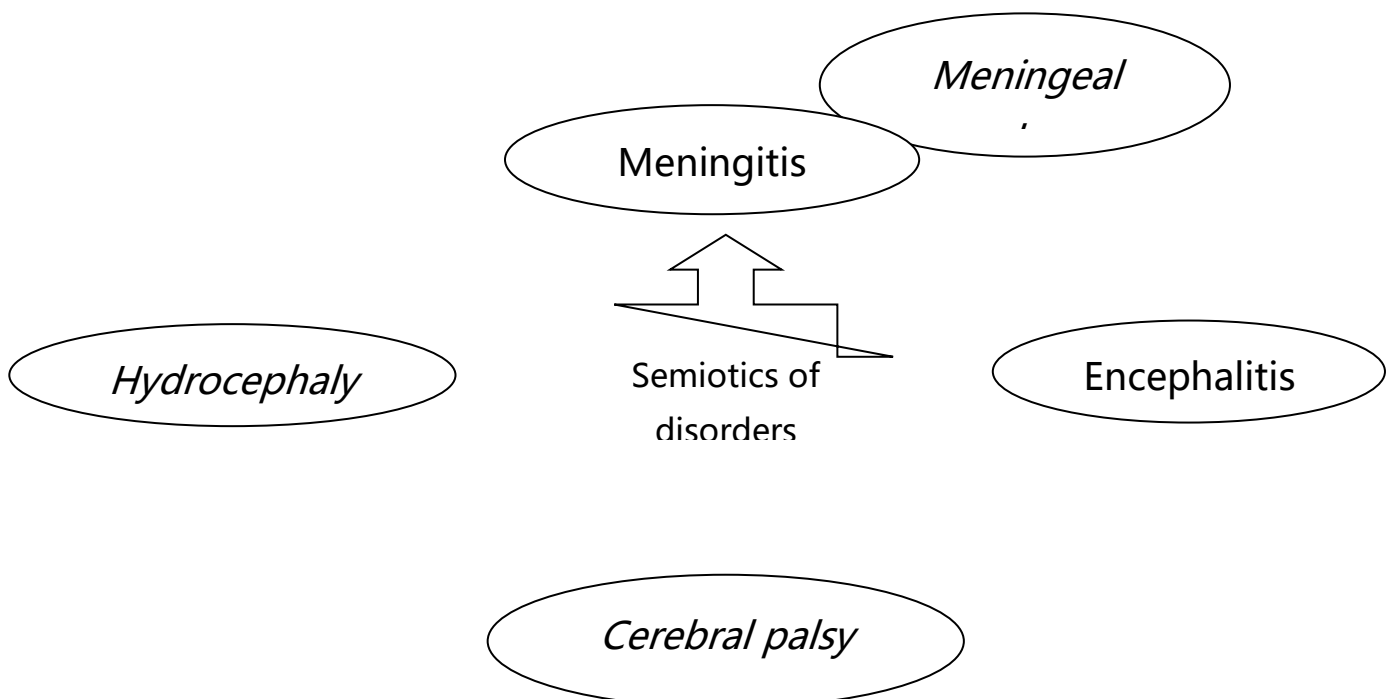 Meningeal
Meningitis
Hydrocephaly
Semiotics of
disorders
Encephalitis
Cerebral palsy